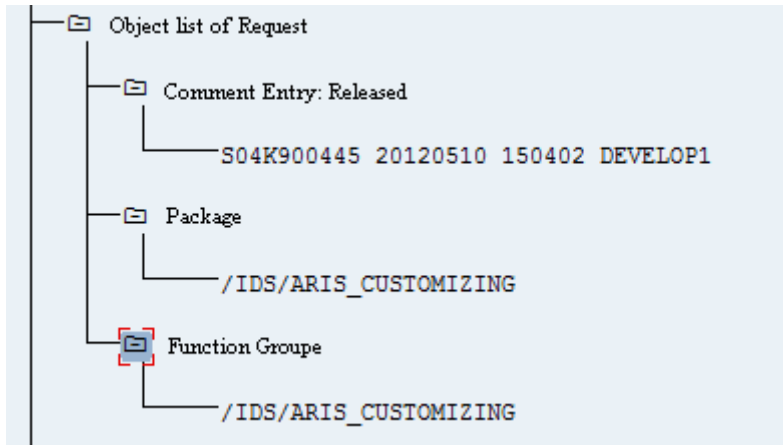 Object list of Request
Comment Entry: Released
S04K900445 20120510 150402 DEVELOP1
Package
/IDS/ARIS_CUSTOMIZING
Function Groupe
/IDS/ARIS_CUSTOMIZING